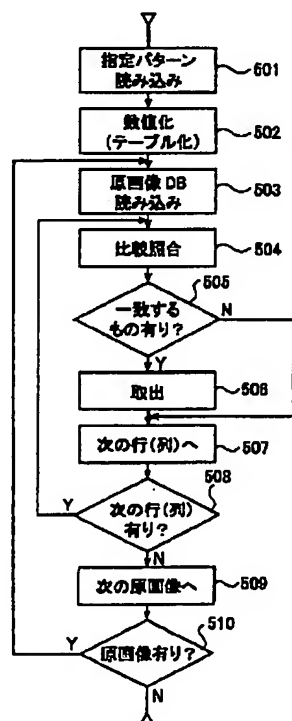 指定パターン
読み込み
501
数値化
(テーブル化)
502
原画像DB
読み込み
503
比較照合
504
505
一致する
もの有り?
N
Y
取出
506
次の行(列)へ
507
508
次の行(列)
有り?
Y
N
次の原画像へ
509
510
原画像有り?
Y
N